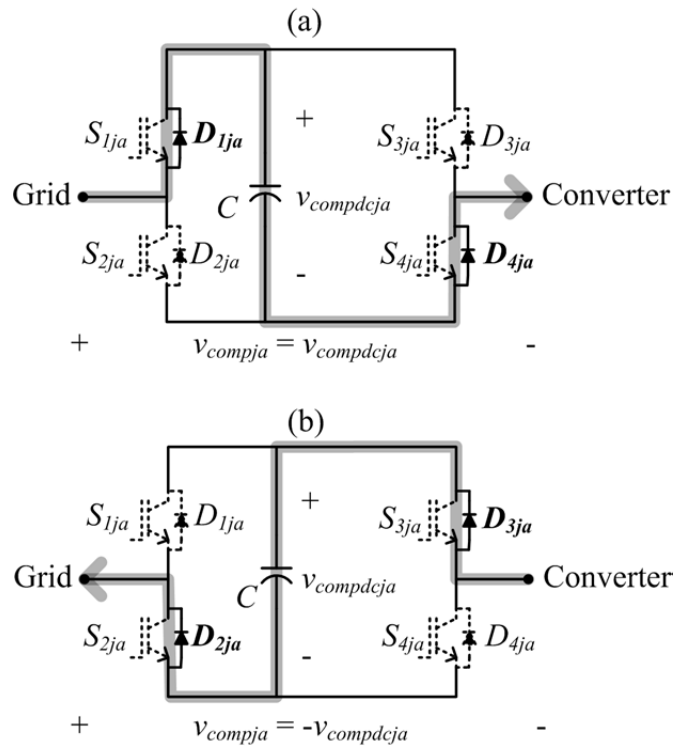 (a)
S1ja D1ja S3ja D3ja
+
Grid C vcompdcja Converter
S2ja D2ja S4ja D4ja
-
+ vcompja = vcompdcja -
(b)
S1ja D1ja + S3ja D3ja
Grid C vcompdcja Converter
S2ja D2ja - S4ja D4ja
+ vcompja = -vcompdcja -